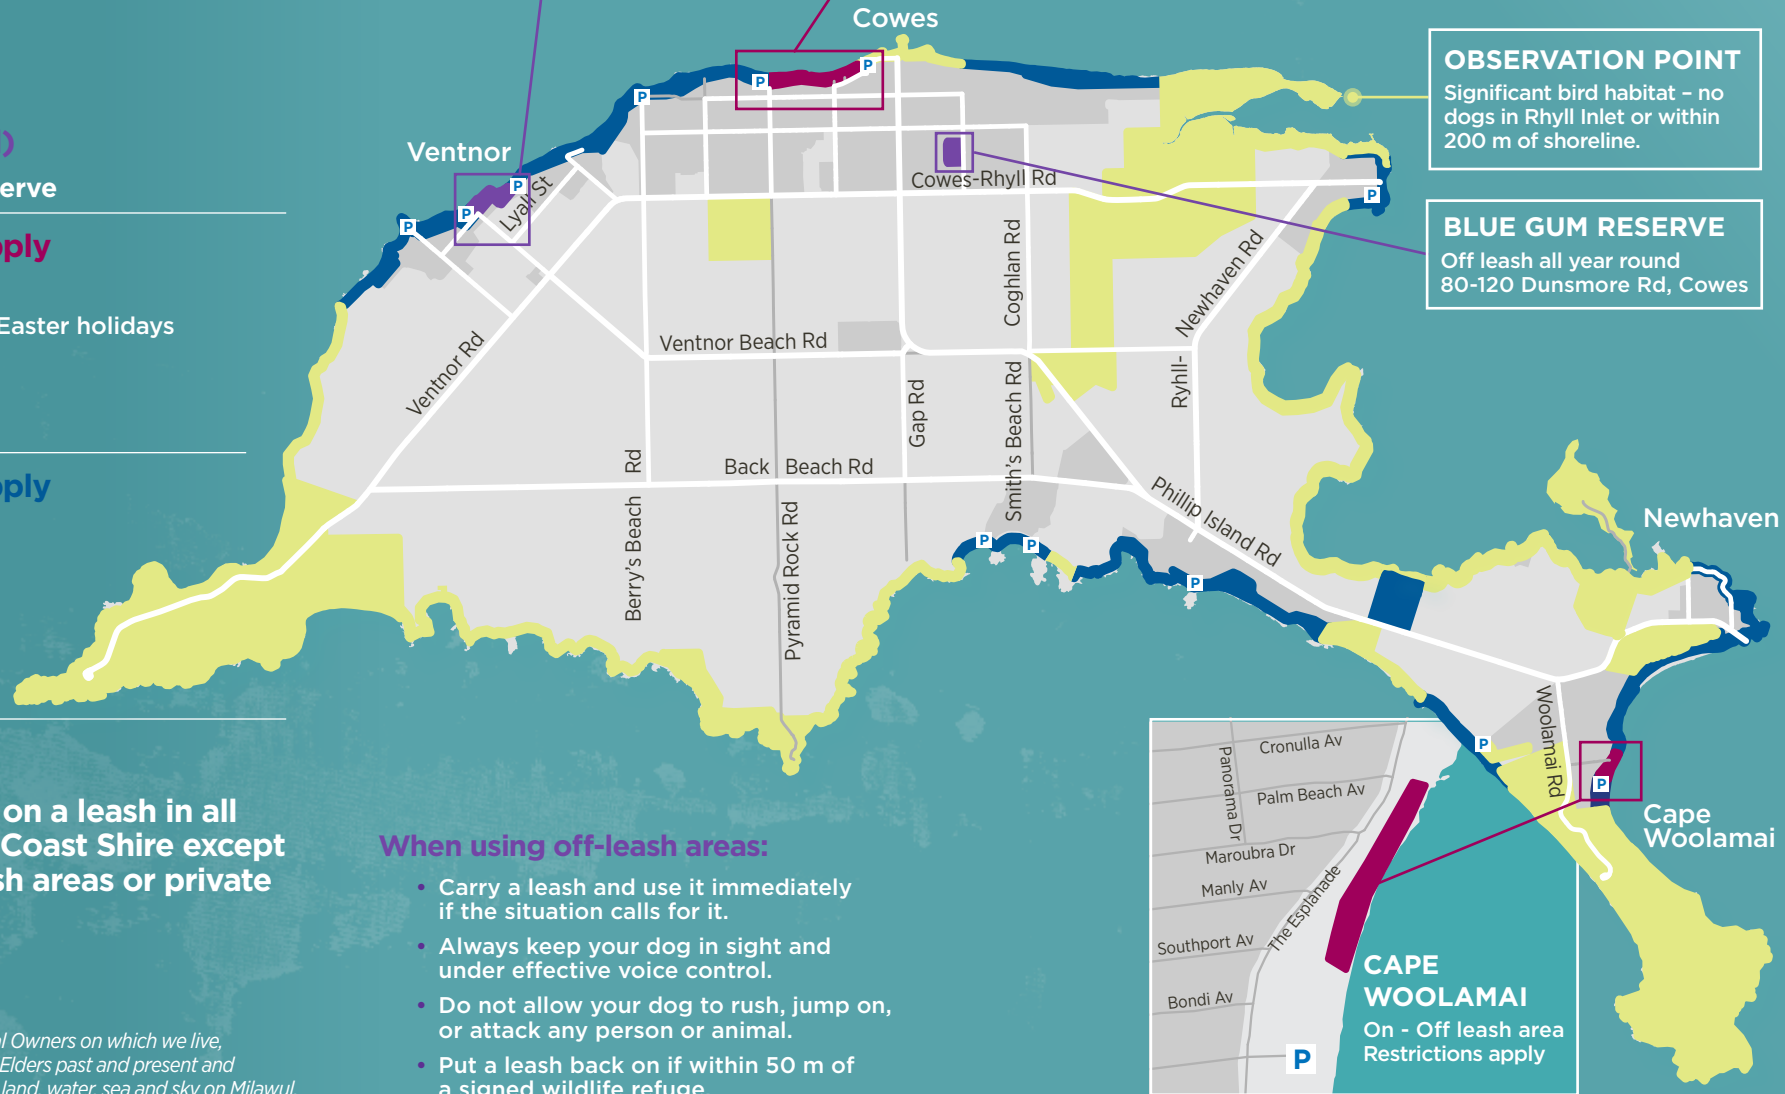 Cowes
OBSERVATION POINT
Significant bird habitat – no
dogs in Rhyll Inlet or within
200 m of shoreline.
BLUE GUM RESERVE
Off leash all year round
80-120 Dunsmore Rd, Cowes
)
erve
pply
Easter holidays
pply
Ventnor
Lyall St
P
P
P
P
P
P
P
P
P
P
P
P
Cowes-Rhyll Rd
Coghlan Rd
Newhaven Rd
Ryhll-
Ventnor Beach Rd
Ventnor Rd
Gap Rd
Smith's Beach Rd
Back Beach Rd
Berry's Beach Rd
Pyramid Rock Rd
Phillip Island Rd
Newhaven
Woolamai Rd
Cape
Woolamai
on a leash in all
Coast Shire except
sh areas or private
l Owners on which we live,
Elders past and present and
land, water, sea and sky on Milawul
When using off-leash areas:
• Carry a leash and use it immediately
if the situation calls for it.
• Always keep your dog in sight and
under effective voice control.
• Do not allow your dog to rush, jump on,
or attack any person or animal.
• Put a leash back on if within 50 m of
a signed wildlife refuge
Cronulla Av
Panorama Dr
Palm Beach Av
Maroubra Dr
Manly Av
The Esplanade
Southport Av
Bondi Av
P
CAPE
WOOLAMAI
On - Off leash area
Restrictions apply